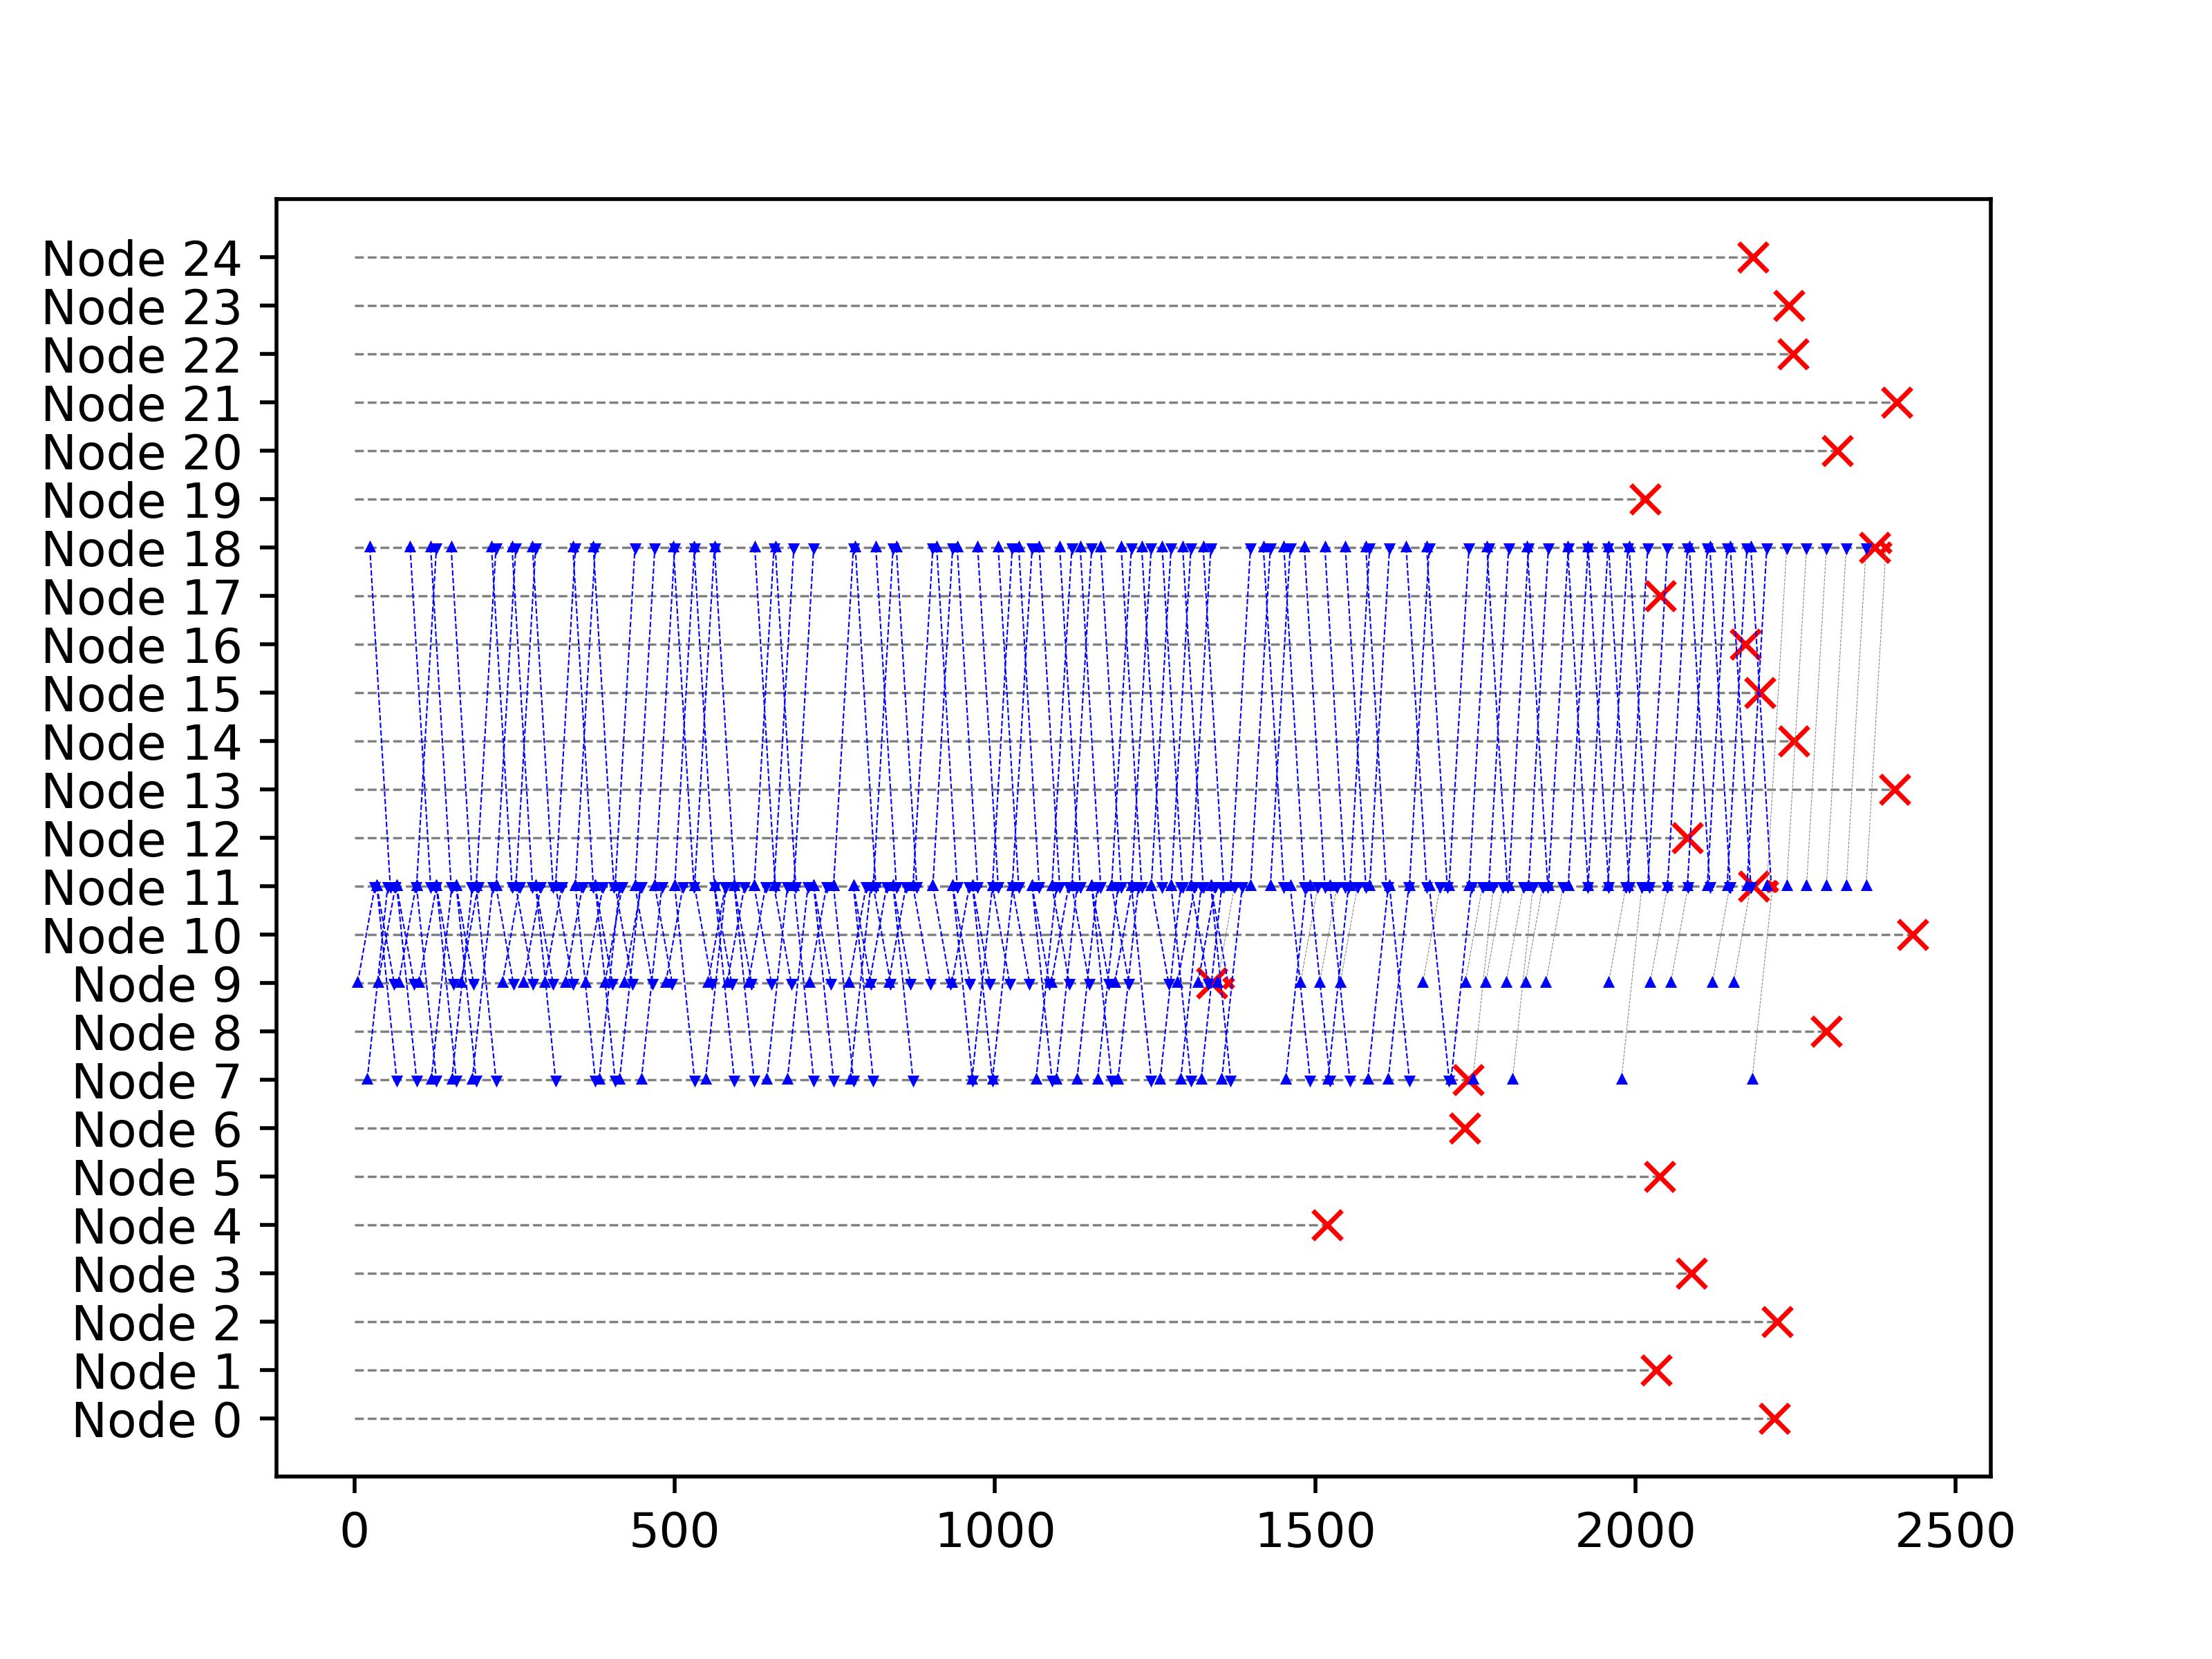 Node 24
Node 23
Node 22
Node 21
Node 20
Node 19
Node 18
Node 17
Node 16
Node 15
Node 14
Node 13
Node 12
Node 11
Node 10
Node 9
Node 8
Node 7
Node 6
Node 5
Node 4
Node 3
Node 2
Node 1
Node 0
0 500 1000 1500 2000 2500